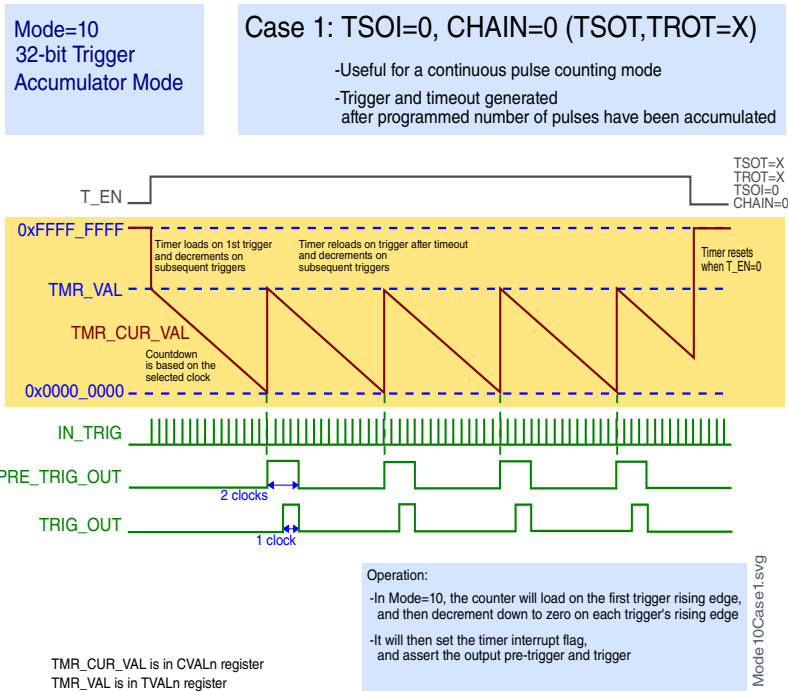 Mode=10
32-bit Trigger
Accumulator Mode
Case 1: TSOI=0, CHAIN=0 (TSOT,TROT=X)
-Useful for a continuous pulse counting mode
-Trigger and timeout generated
after programmed number of pulses have been accumulated
TSOT=X
TROT=X
TSOI=0
CHAIN=0
T_EN
0xFFFF_FFFF
Timer loads on 1st trigger
and decrements on
subsequent triggers
Timer reloads on trigger after timeout
and decrements on
subsequent triggers
Timer resets
when T_EN=0
TMR_VAL
TMR_CUR_VAL
Countdown
is based on the
selected clock
0x0000_0000
IN_TRIG
PRE_TRIG_OUT
2 clocks
TRIG_OUT
1 clock
Operation:
-In Mode=10, the counter will load on the first trigger rising edge,
and then decrement down to zero on each trigger's rising edge
-It will then set the timer interrupt flag,
and assert the output pre-trigger and trigger
Mode10Case1.svg
TMR_CUR_VAL is in CVALn register
TMR_VAL is in TVALn register